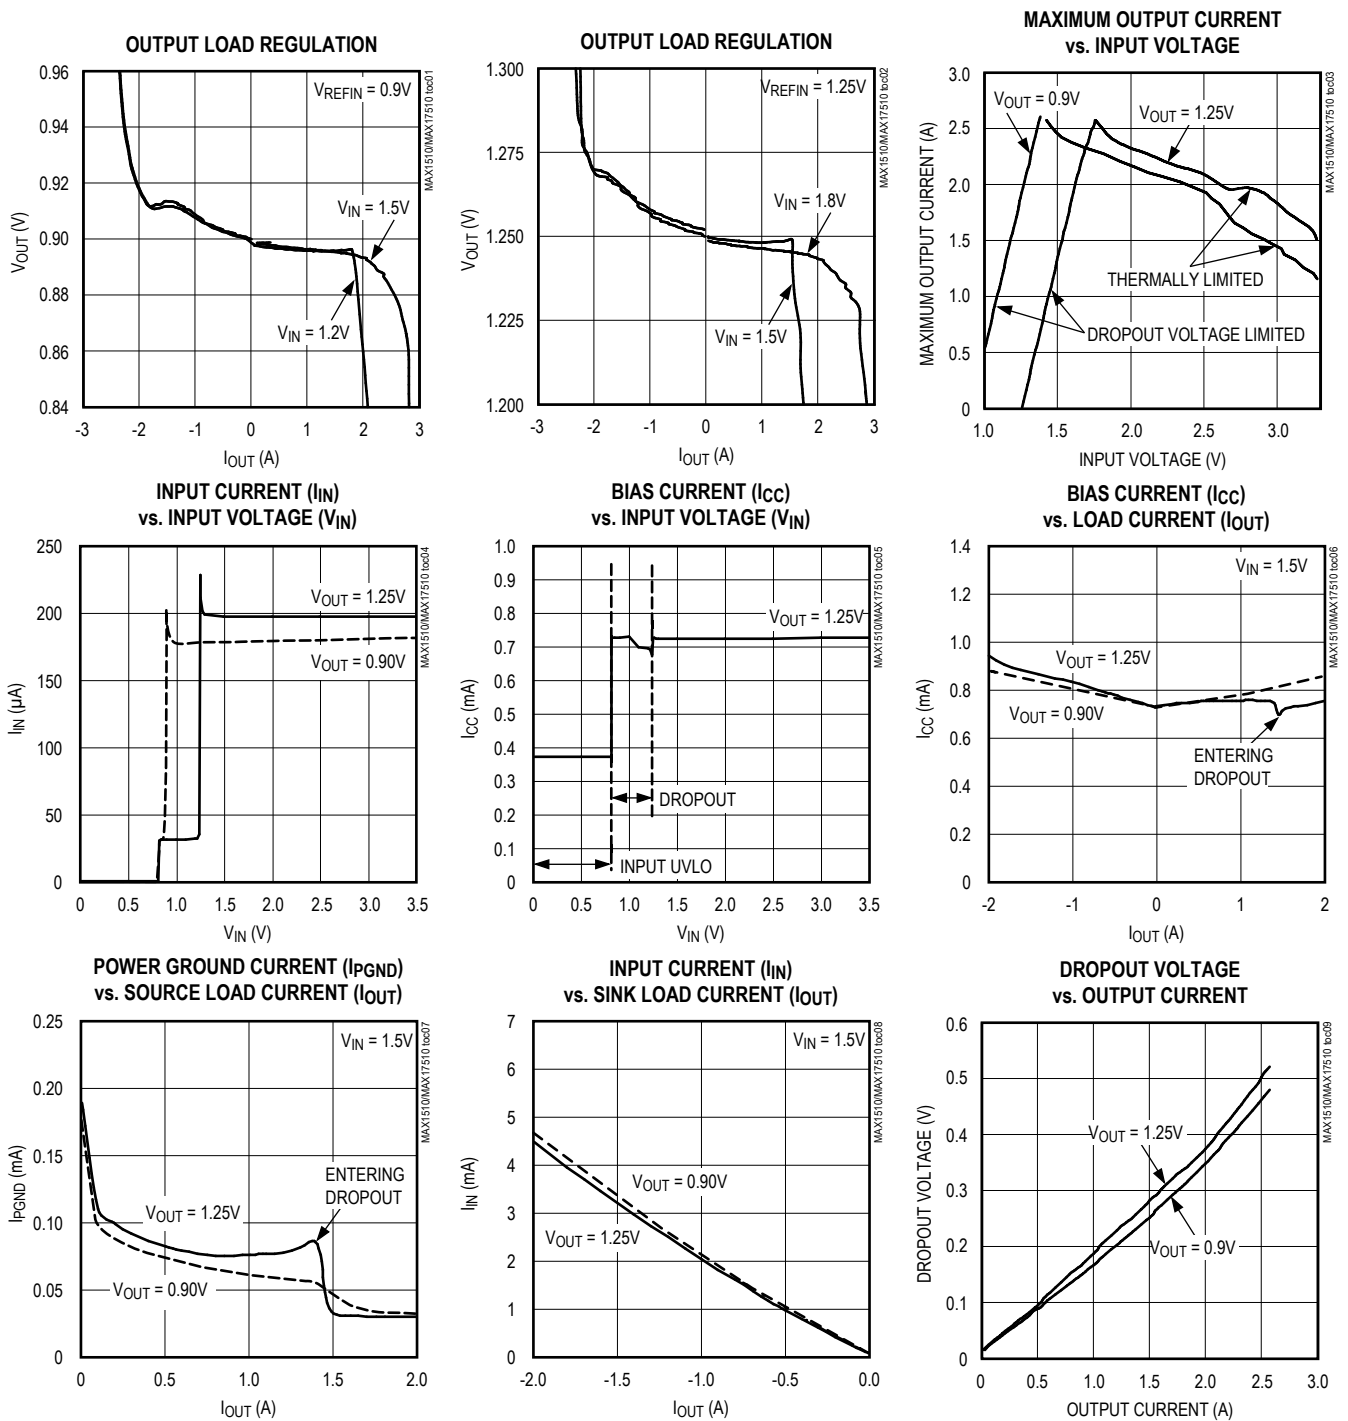 OUTPUT LOAD REGULATION
0.96
0.94
0.92
0.90
0.88
0.86
0.84
VOUT (V)
VREFIN = 0.9V
VIN = 1.5V
VIN = 1.2V
-3 -2 -1 0 1 2 3
IOUT (A)
MAX1510/MAX17510 toc01
OUTPUT LOAD REGULATION
1.300
1.275
1.250
1.225
1.200
VOUT (V)
VREFIN = 1.25V
VIN = 1.8V
VIN = 1.5V
-3 -2 -1 0 1 2 3
IOUT (A)
MAX1510/MAX17510 toc02
MAXIMUM OUTPUT CURRENT
vs. INPUT VOLTAGE
3.0
2.5
2.0
1.5
1.0
0.5
0
MAXIMUM OUTPUT CURRENT (A)
VOUT = 0.9V
VOUT = 1.25V
THERMALLY LIMITED
DROPOUT VOLTAGE LIMITED
1.0 1.5 2.0 2.5 3.0
INPUT VOLTAGE (V)
MAX1510/MAX17510 toc03
INPUT CURRENT (IIN)
vs. INPUT VOLTAGE (VIN)
250
200
150
100
50
0
IIN (µA)
VOUT = 1.25V
VOUT = 0.90V
0 0.5 1.0 1.5 2.0 2.5 3.0 3.5
VIN (V)
MAX1510/MAX17510 toc04
BIAS CURRENT (ICC)
vs. INPUT VOLTAGE (VIN)
1.0
0.9
0.8
0.7
0.6
0.5
0.4
0.3
0.2
0.1
0
ICC (mA)
VOUT = 1.25V
DROPOUT
INPUT UVLO
0 0.5 1.0 1.5 2.0 2.5 3.0 3.5
VIN (V)
MAX1510/MAX17510 toc05
BIAS CURRENT (ICC)
vs. LOAD CURRENT (IOUT)
1.4
1.2
1.0
0.8
0.6
0.4
0.2
0
ICC (mA)
VIN = 1.5V
VOUT = 1.25V
VOUT = 0.90V
ENTERING
DROPOUT
-2 -1 0 1 2
IOUT (A)
MAX1510/MAX17510 toc06
POWER GROUND CURRENT (IPGND)
vs. SOURCE LOAD CURRENT (IOUT)
0.25
0.20
0.15
0.10
0.05
0
IPGND (mA)
VIN = 1.5V
ENTERING
DROPOUT
VOUT = 1.25V
VOUT = 0.90V
0 0.5 1.0 1.5 2.0
IOUT (A)
MAX1510/MAX17510 toc07
INPUT CURRENT (IIN)
vs. SINK LOAD CURRENT (IOUT)
7
6
5
4
3
2
1
0
IIN (mA)
VIN = 1.5V
VOUT = 0.90V
VOUT = 1.25V
-2.0 -1.5 -1.0 -0.5 0.0
IOUT (A)
MAX1510/MAX17510 toc08
DROPOUT VOLTAGE
vs. OUTPUT CURRENT
0.6
0.5
0.4
0.3
0.2
0.1
0
DROPOUT VOLTAGE (V)
VOUT = 1.25V
VOUT = 0.9V
0 0.5 1.0 1.5 2.0 2.5 3.0
OUTPUT CURRENT (A)
MAX1510/MAX17510 toc09